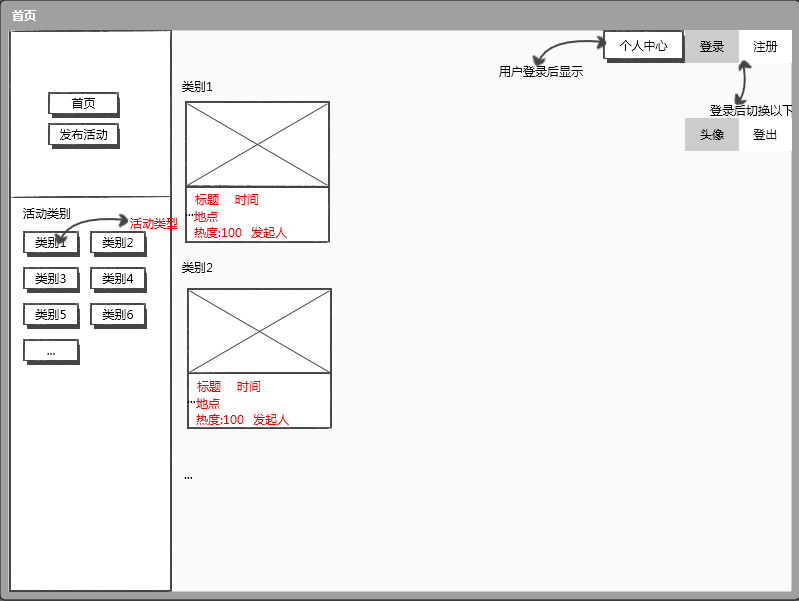 首页
个人中心
登录
注册
用户登录后显示
登录后切换以下
头像
登出
首页
发布活动
活动类别
活动类型
类别1
类别2
类别3
类别4
类别5
类别6
...
类别1
标题 时间
...地点
热度:100 发起人
类别2
标题 时间
...地点
热度:100 发起人
...